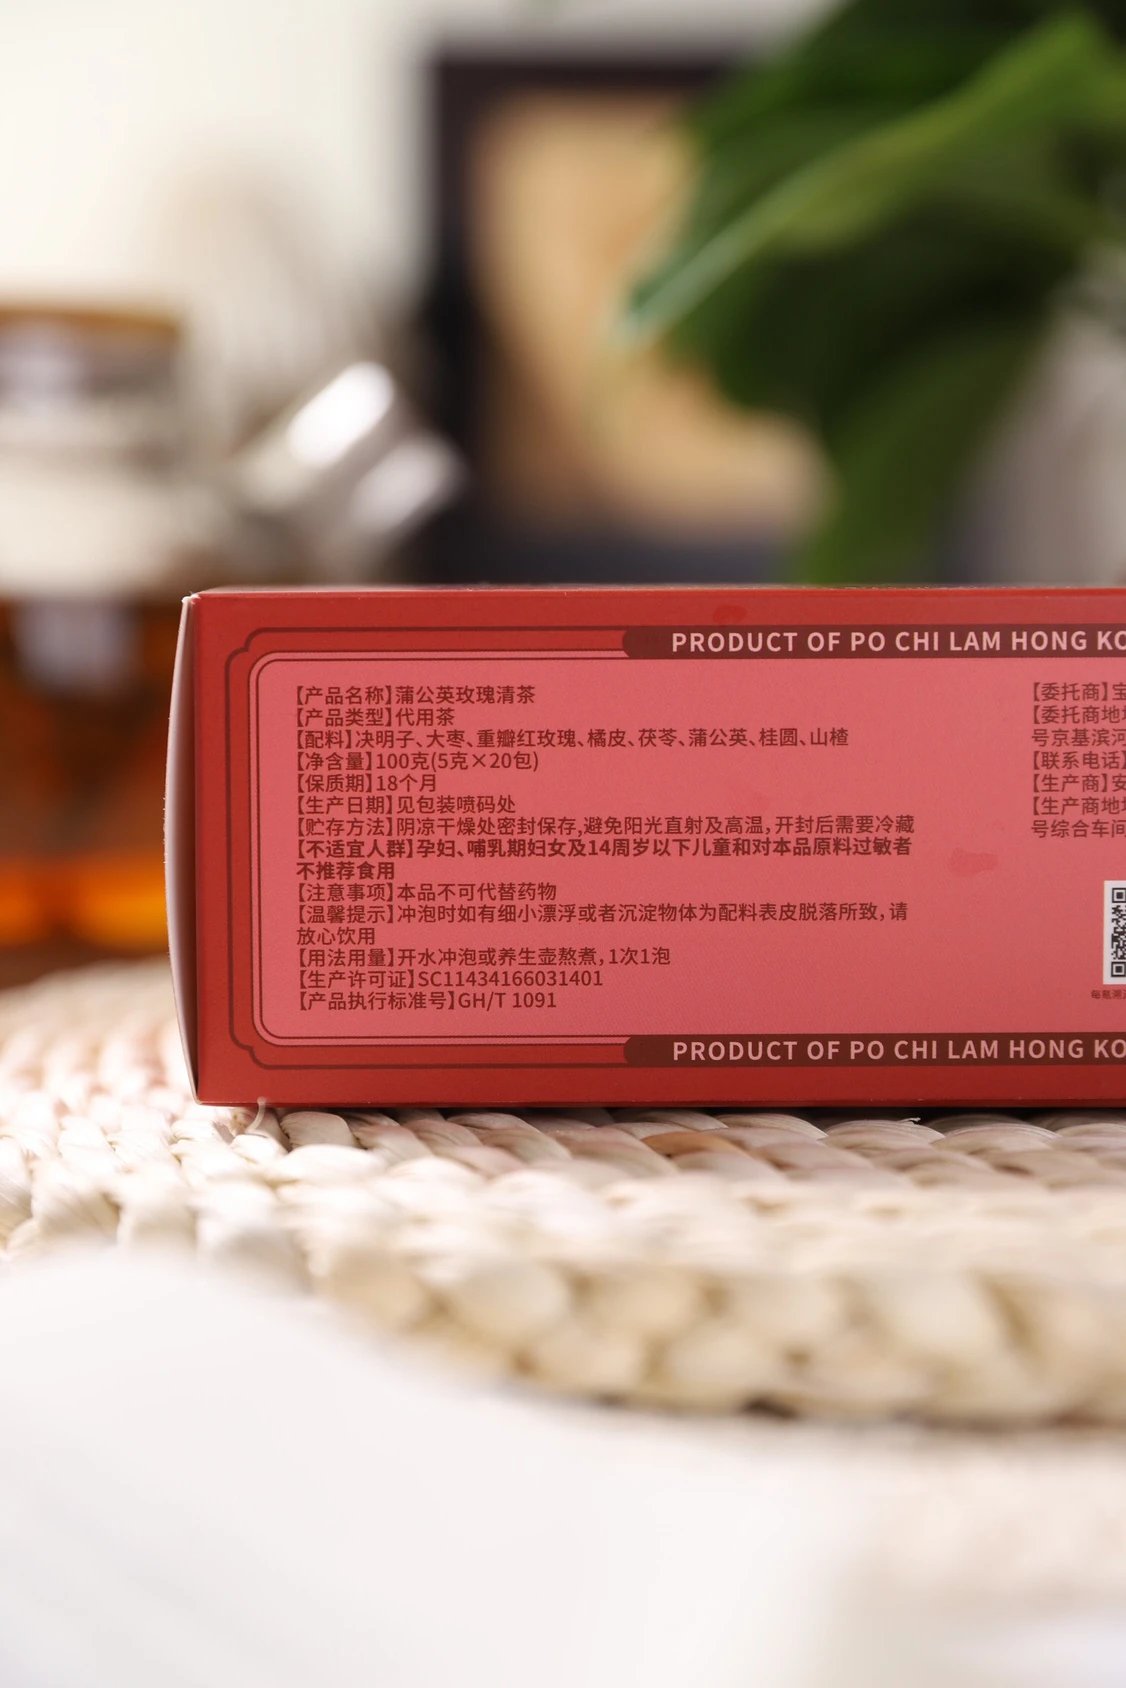 PRODUCT OF PO CHI LAM HONG KO
【产品名称】蒲公英玫瑰清茶
【产品类型】代用茶
【配料】决明子、大枣、重瓣红玫瑰、橘皮、茯苓、蒲公英、桂圆、山楂
【净含量】100克(5克×20包)
【保质期】18个月
【生产日期】见包装喷码处
【贮存方法】阴凉干燥处密封保存,避免阳光直射及高温,开封后需要冷藏
【不适宜人群】孕妇、哺乳期妇女及14周岁以下儿童和对本品原料过敏者
不推荐食用
【注意事项】本品不可代替药物
【温馨提示】冲泡时如有细小漂浮或者沉淀物体为配料表皮脱落所致,请
放心饮用
【用法用量】开水冲泡或养生壶熬煮,1次1泡
【生产许可证】SC11434166031401
【产品执行标准号】GH/T 1091
【委托商】宝
【委托商地
号京基滨河
【联系电话】
【生产商】安
【生产商地
号综合车间
PRODUCT OF PO CHI LAM HONG KO